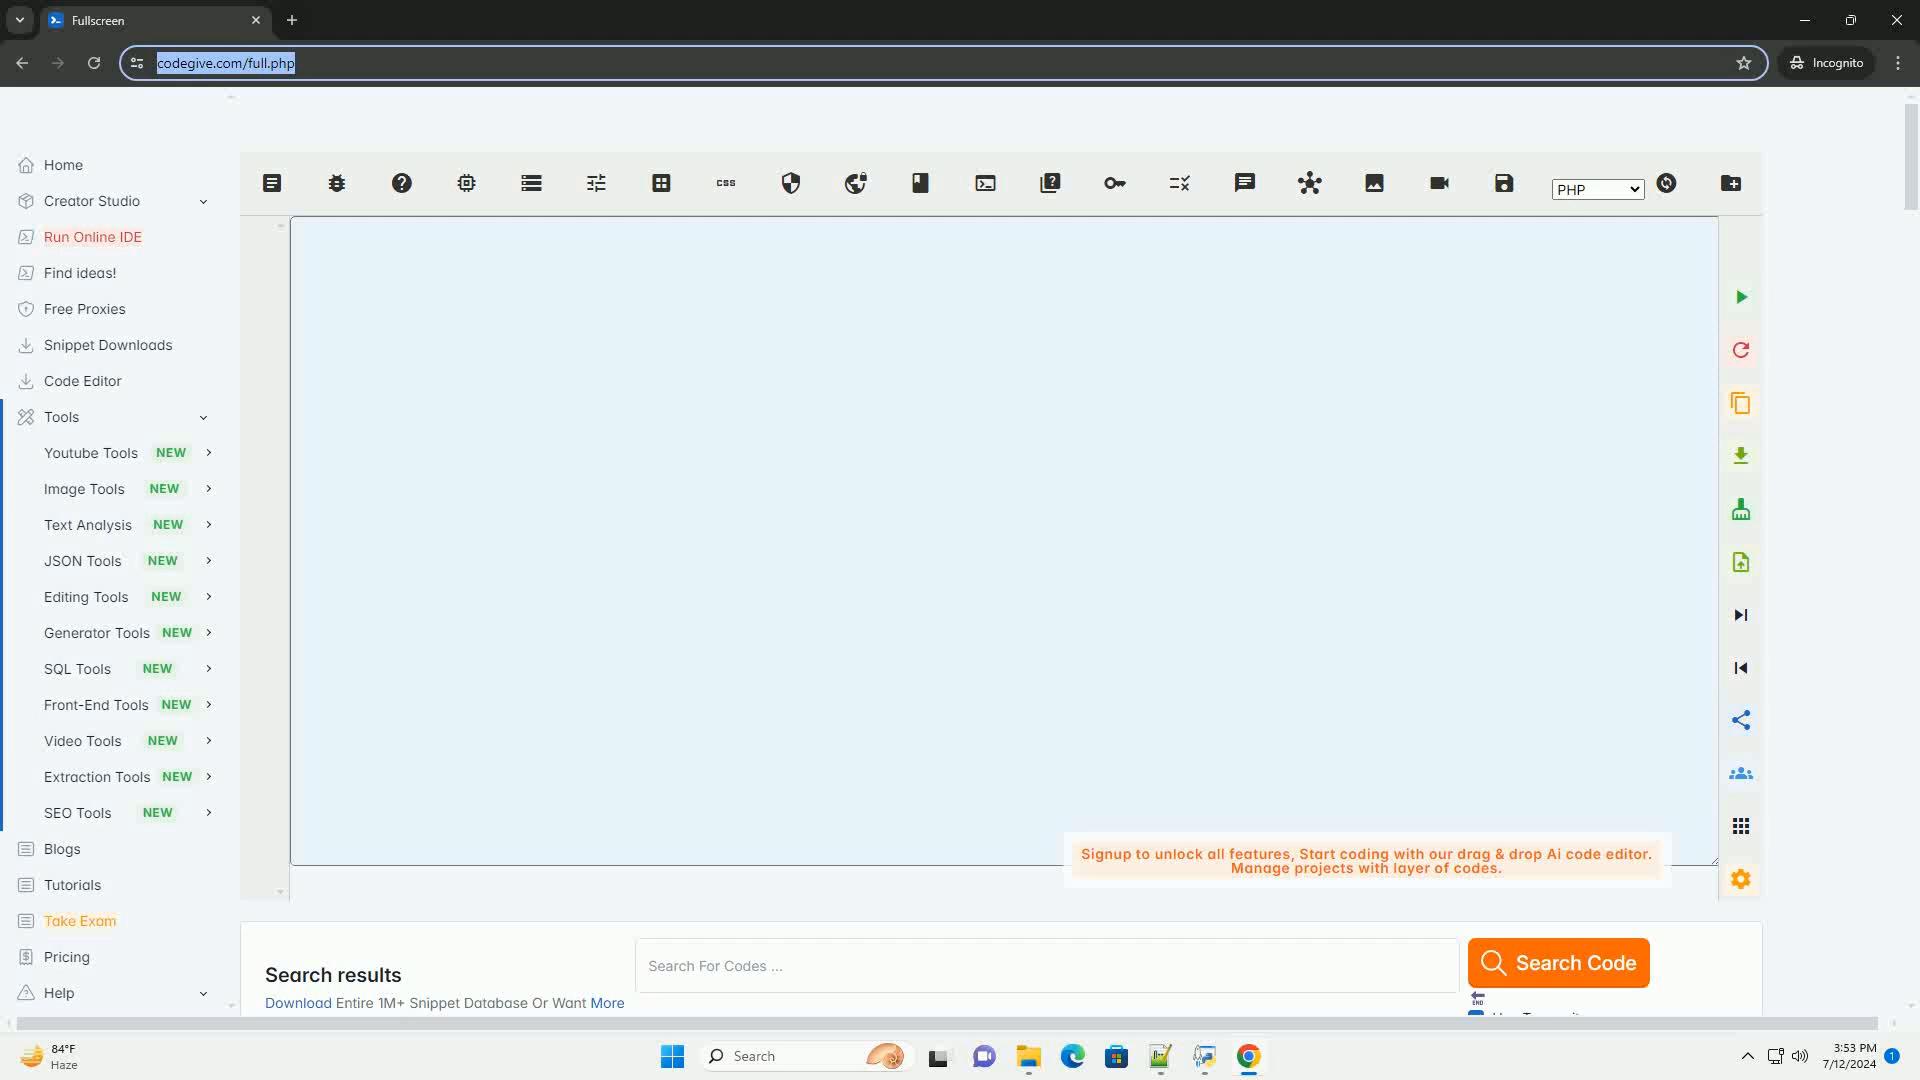 Fullscreen
codegive.com/full.php
Incognito
Home
Creator Studio
Run Online IDE
Find ideas!
Free Proxies
Snippet Downloads
Code Editor
Tools
Youtube Tools NEW
Image Tools NEW
Text Analysis NEW
JSON Tools NEW
Editing Tools NEW
Generator Tools NEW
SQL Tools NEW
Front-End Tools NEW
Video Tools NEW
Extraction Tools NEW
SEO Tools NEW
Blogs
Tutorials
Take Exam
Pricing
Help
CSS
PHP
Signup to unlock all features, Start coding with our drag & drop Ai code editor.
Manage projects with layer of codes.
Search results
Download Entire 1M+ Snippet Database Or Want More
Search For Codes ...
Search Code
END
84°F
Haze
Search
3:53 PM
7/12/2024
1